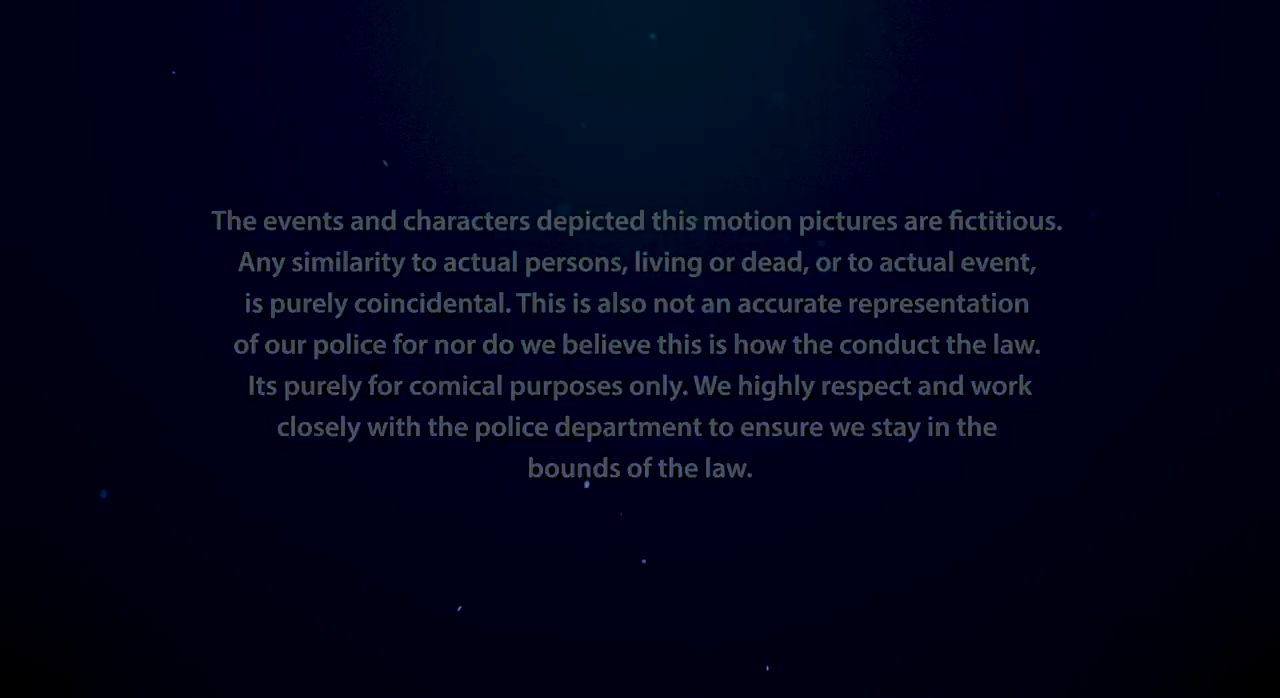 The events and characters depicted this motion pictures are fictitious.
Any similarity to actual persons, living or dead, or to actual event,
is purely coincidental. This is also not an accurate representation
of our police for nor do we believe this is how the conduct the law.
Its purely for comical purposes only. We highly respect and work
closely with the police department to ensure we stay in the
bounds of the law.